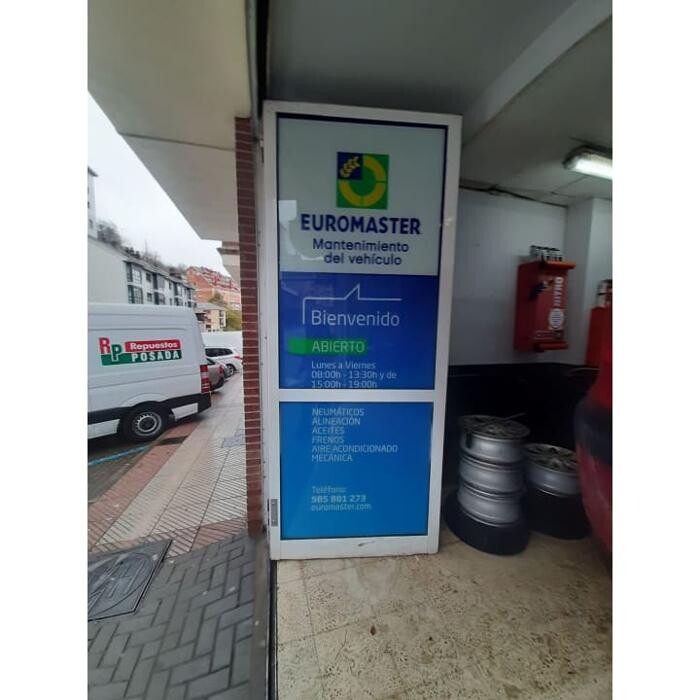 EUROMASTER
Mantenimiento
del vehículo
Bienvenido
ABIERTO
Lunes a Viernes
08:00h - 13:30h y de
15:00h - 19:00h
NEUMÁTICOS
ALINEACIÓN
ACEITES
FRENOS
AIRE ACONDICIONADO
MECÁNICA
Teléfono:
985 801 273
euromaster.com
RP Repuestos
POSADA
NITRO